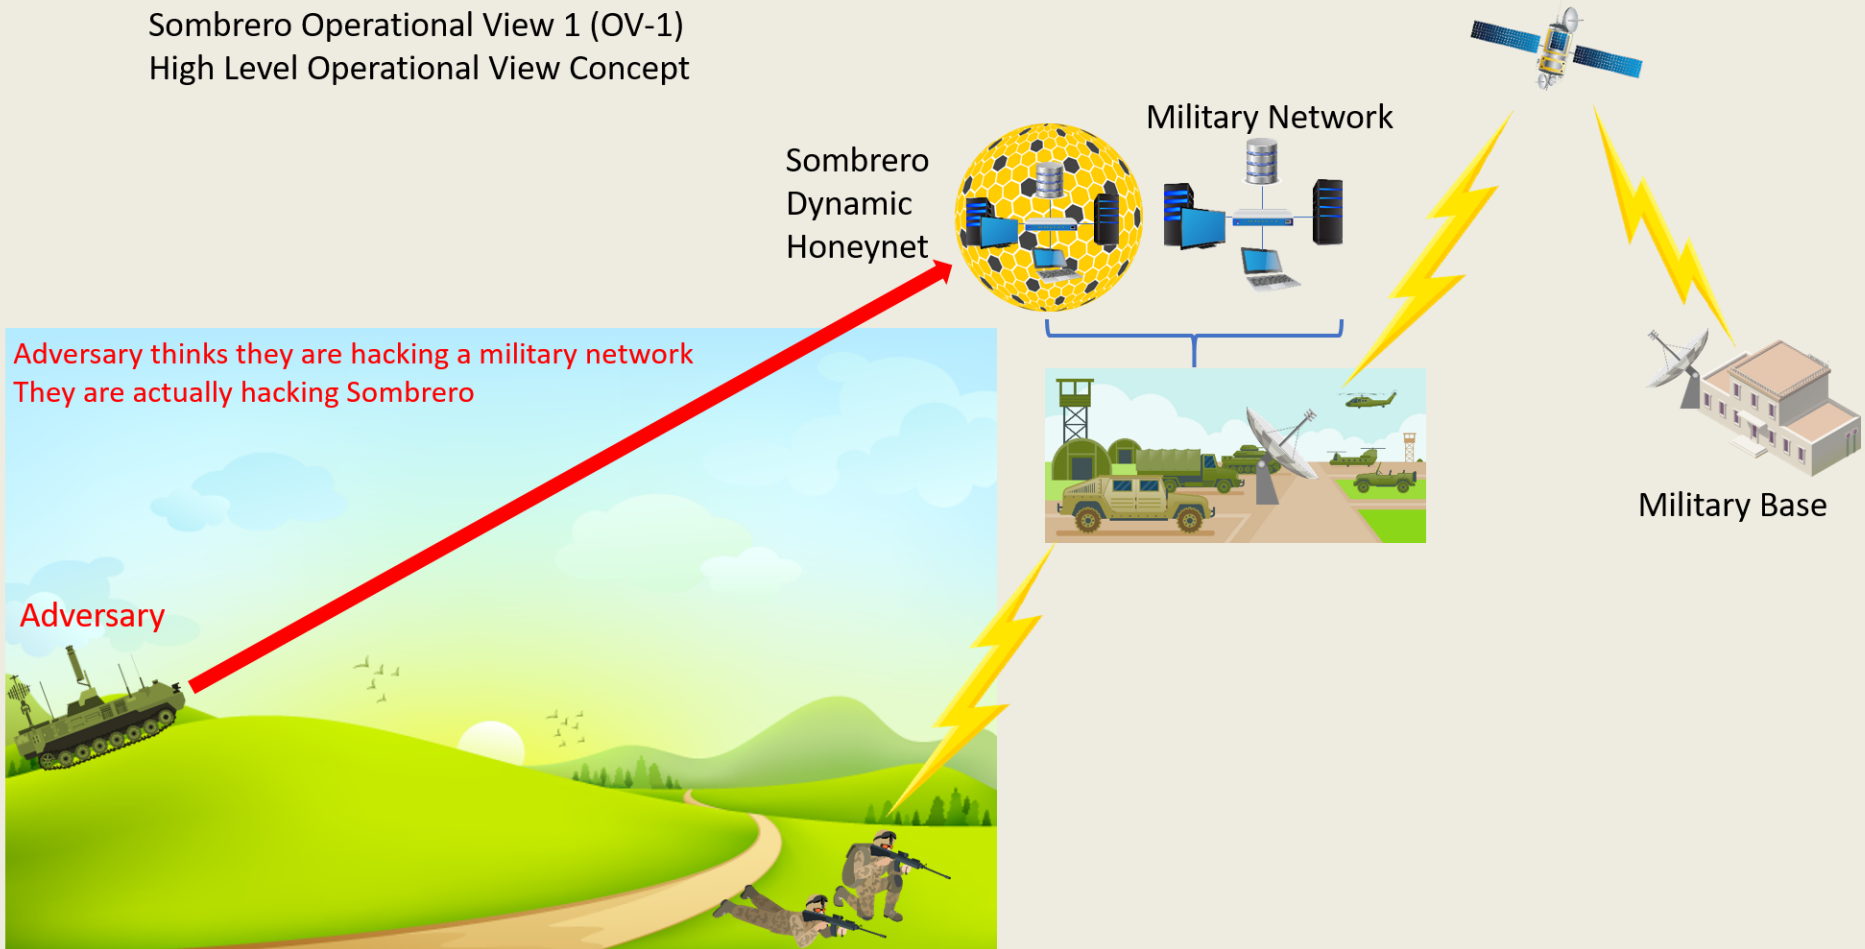 Sombrero Operational View 1 (OV-1)
High Level Operational View Concept
Military Network
Sombrero
Dynamic
Honeynet
Adversary thinks they are hacking a military network
They are actually hacking Sombrero
Military Base
Adversary